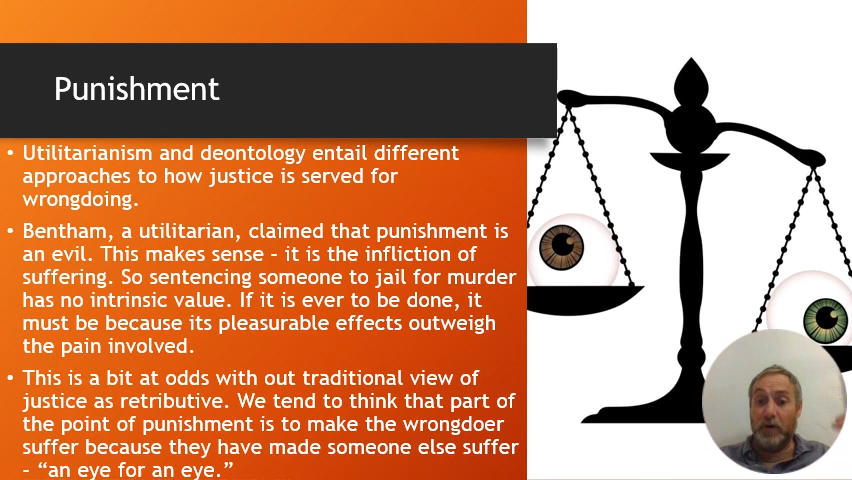 Punishment
• Utilitarianism and deontology entail different
approaches to how justice is served for
wrongdoing.
• Bentham, a utilitarian, claimed that punishment is
an evil. This makes sense – it is the infliction of
suffering. So sentencing someone to jail for murder
has no intrinsic value. If it is ever to be done, it
must be because its pleasurable effects outweigh
the pain involved.
• This is a bit at odds with out traditional view of
justice as retributive. We tend to think that part of
the point of punishment is to make the wrongdoer
suffer because they have made someone else suffer
– “an eye for an eye.”